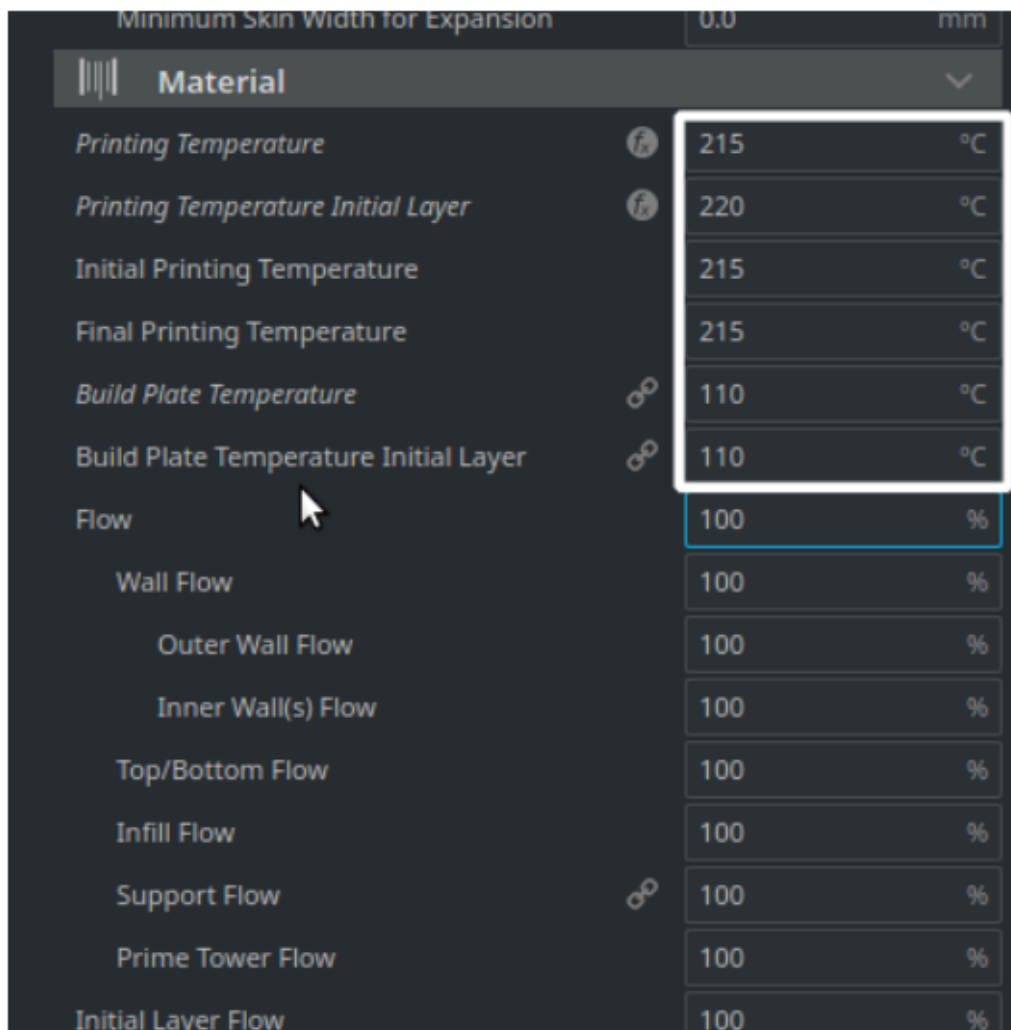 Minimum Skin Width for Expansion 0.0 mm
Material
Printing Temperature fx 215 °C
Printing Temperature Initial Layer fx 220 °C
Initial Printing Temperature 215 °C
Final Printing Temperature 215 °C
Build Plate Temperature 110 °C
Build Plate Temperature Initial Layer 110 °C
Flow 100 %
Wall Flow 100 %
Outer Wall Flow 100 %
Inner Wall(s) Flow 100 %
Top/Bottom Flow 100 %
Infill Flow 100 %
Support Flow 100 %
Prime Tower Flow 100 %
Initial Layer Flow 100 %